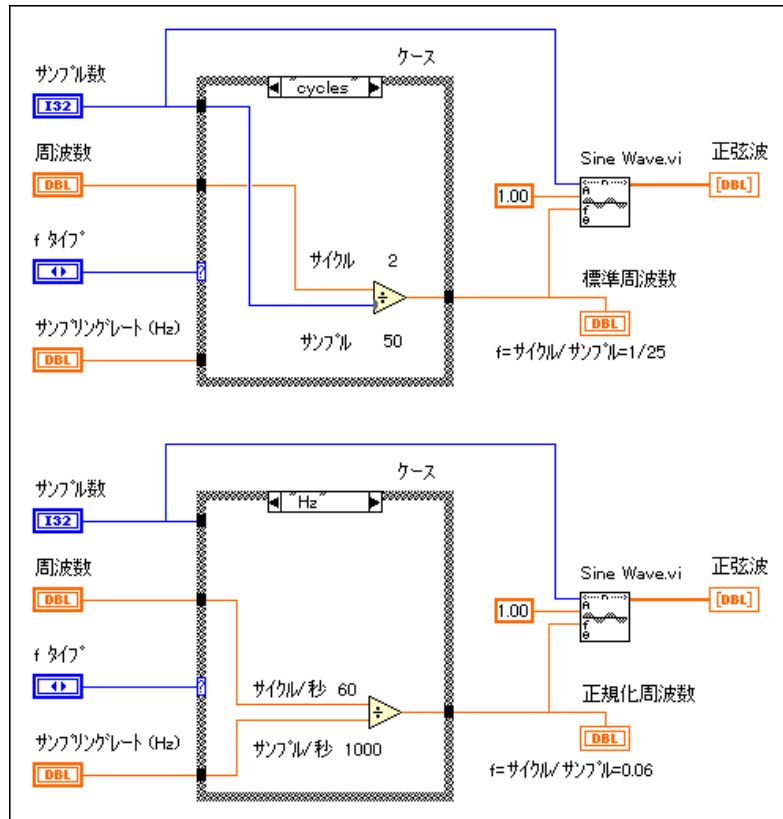 ケース
サンプル数
"cycles"
I32
周波数
Sine Wave.vi
正弦波
DBL
1.00
A
f
θ
[DBL]
f タイプ
サイクル 2
?
÷
標準周波数
サンプリングレート (Hz)
サンプル 50
DBL
DBL
f=サイクル/サンプル=1/25
ケース
サンプル数
"Hz"
I32
周波数
Sine Wave.vi
正弦波
DBL
1.00
A
f
θ
[DBL]
f タイプ
?
サイクル/秒 60
÷
正規化周波数
サンプリングレート (Hz)
サンプル/秒 1000
DBL
DBL
f=サイクル/サンプル=0.06